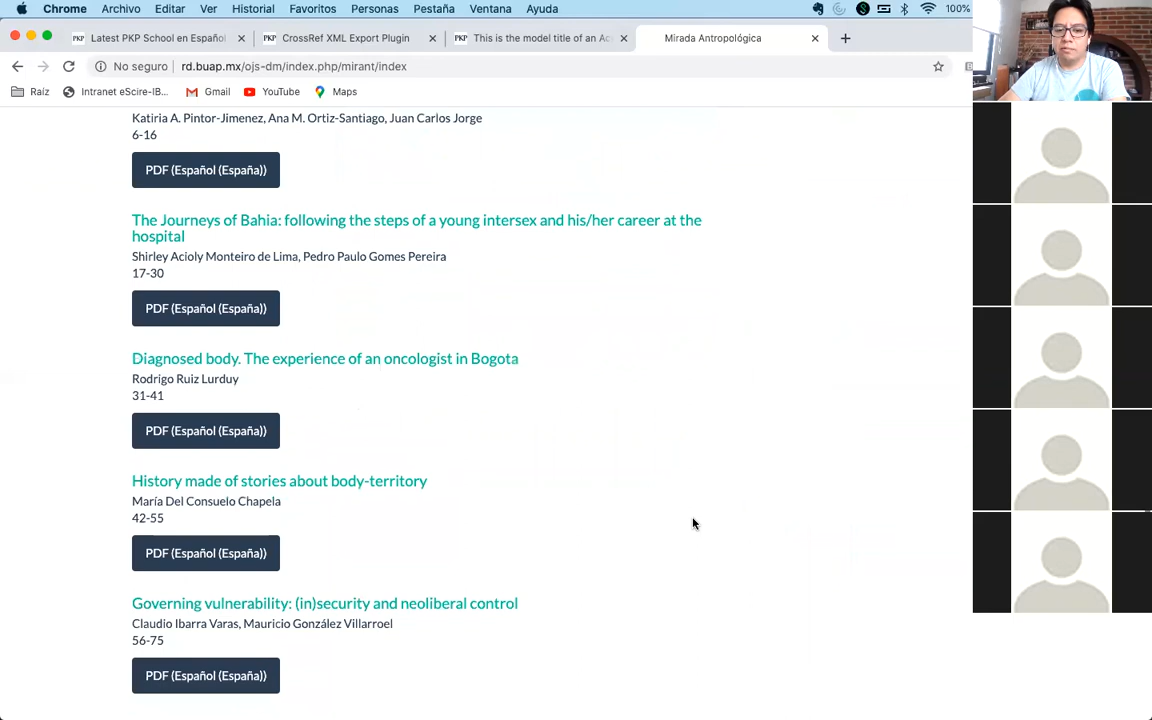 Chrome Archivo Editar Ver Historial Favoritos Personas Pestaña Ventana Ayuda 100%
Latest PKP School en Español CrossRef XML Export Plugin This is the model title of an Ac Mirada Antropológica
No seguro rd.buap.mx/ojs-dm/index.php/mirant/index
Raíz Intranet eScire-IB... Gmail YouTube Maps
Katiria A. Pintor-Jimenez, Ana M. Ortiz-Santiago, Juan Carlos Jorge
6-16
PDF (Español (España))
The Journeys of Bahia: following the steps of a young intersex and his/her career at the
hospital
Shirley Acioly Monteiro de Lima, Pedro Paulo Gomes Pereira
17-30
PDF (Español (España))
Diagnosed body. The experience of an oncologist in Bogota
Rodrigo Ruiz Lurduy
31-41
PDF (Español (España))
History made of stories about body-territory
María Del Consuelo Chapela
42-55
PDF (Español (España))
Governing vulnerability: (in)security and neoliberal control
Claudio Ibarra Varas, Mauricio González Villarroel
56-75
PDF (Español (España))